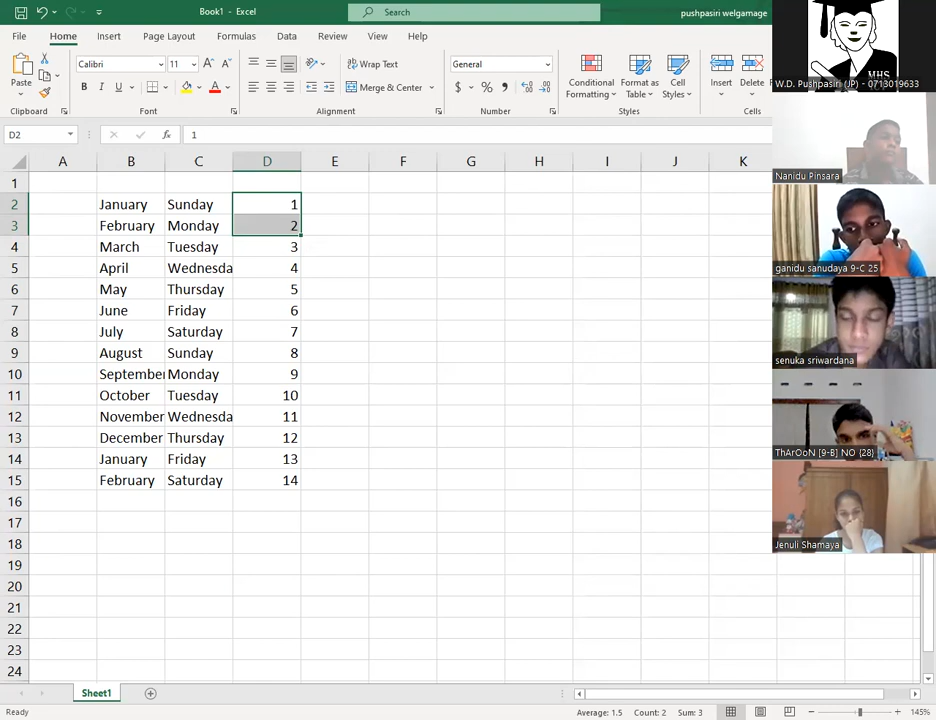 Book1 - Excel
Search
pushpasiri welgamage
File Home Insert Page Layout Formulas Data Review View Help
Paste
Calibri 11
General
Wrap Text
Merge & Center
Conditional Formatting
Format as Table
Cell Styles
Insert
Delete
B I U
$ % ,
Clipboard Font Alignment Number Styles Cells
D2 fx 1
A B C D E F G H I J K
1
2 January Sunday 1
3 February Monday 2
4 March Tuesday 3
5 April Wednesda 4
6 May Thursday 5
7 June Friday 6
8 July Saturday 7
9 August Sunday 8
10 September Monday 9
11 October Tuesday 10
12 November Wednesda 11
13 December Thursday 12
14 January Friday 13
15 February Saturday 14
16
17
18
19
20
21
22
23
24
Sheet1
Ready
Average: 1.5 Count: 2 Sum: 3
145%
MHS
W.D. Pushpasiri (JP) - 0713019633
Nanidu Pinsara
ganidu sanudaya 9-C 25
senuka sriwardana
ThArOoN [9-B] NO {28}
Jenuli Shamaya